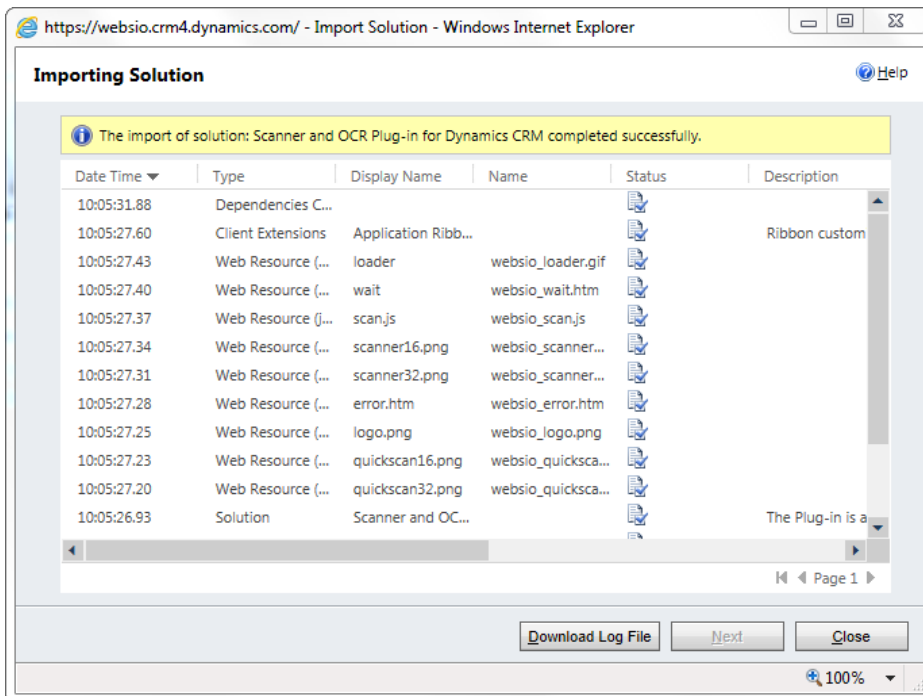 https://websio.crm4.dynamics.com/ - Import Solution - Windows Internet Explorer
Importing Solution
Help
The import of solution: Scanner and OCR Plug-in for Dynamics CRM completed successfully.
Date Time Type Display Name Name Status Description
10:05:31.88 Dependencies C...
10:05:27.60 Client Extensions Application Ribb... Ribbon custom
10:05:27.43 Web Resource (... loader websio_loader.gif
10:05:27.40 Web Resource (... wait websio_wait.htm
10:05:27.37 Web Resource (j... scan.js websio_scan.js
10:05:27.34 Web Resource (... scanner16.png websio_scanner...
10:05:27.31 Web Resource (... scanner32.png websio_scanner...
10:05:27.28 Web Resource (... error.htm websio_error.htm
10:05:27.25 Web Resource (... logo.png websio_logo.png
10:05:27.23 Web Resource (... quickscan16.png websio_quicksca...
10:05:27.20 Web Resource (... quickscan32.png websio_quicksca...
10:05:26.93 Solution Scanner and OC... The Plug-in is a
Page 1
Download Log File Next Close
100%